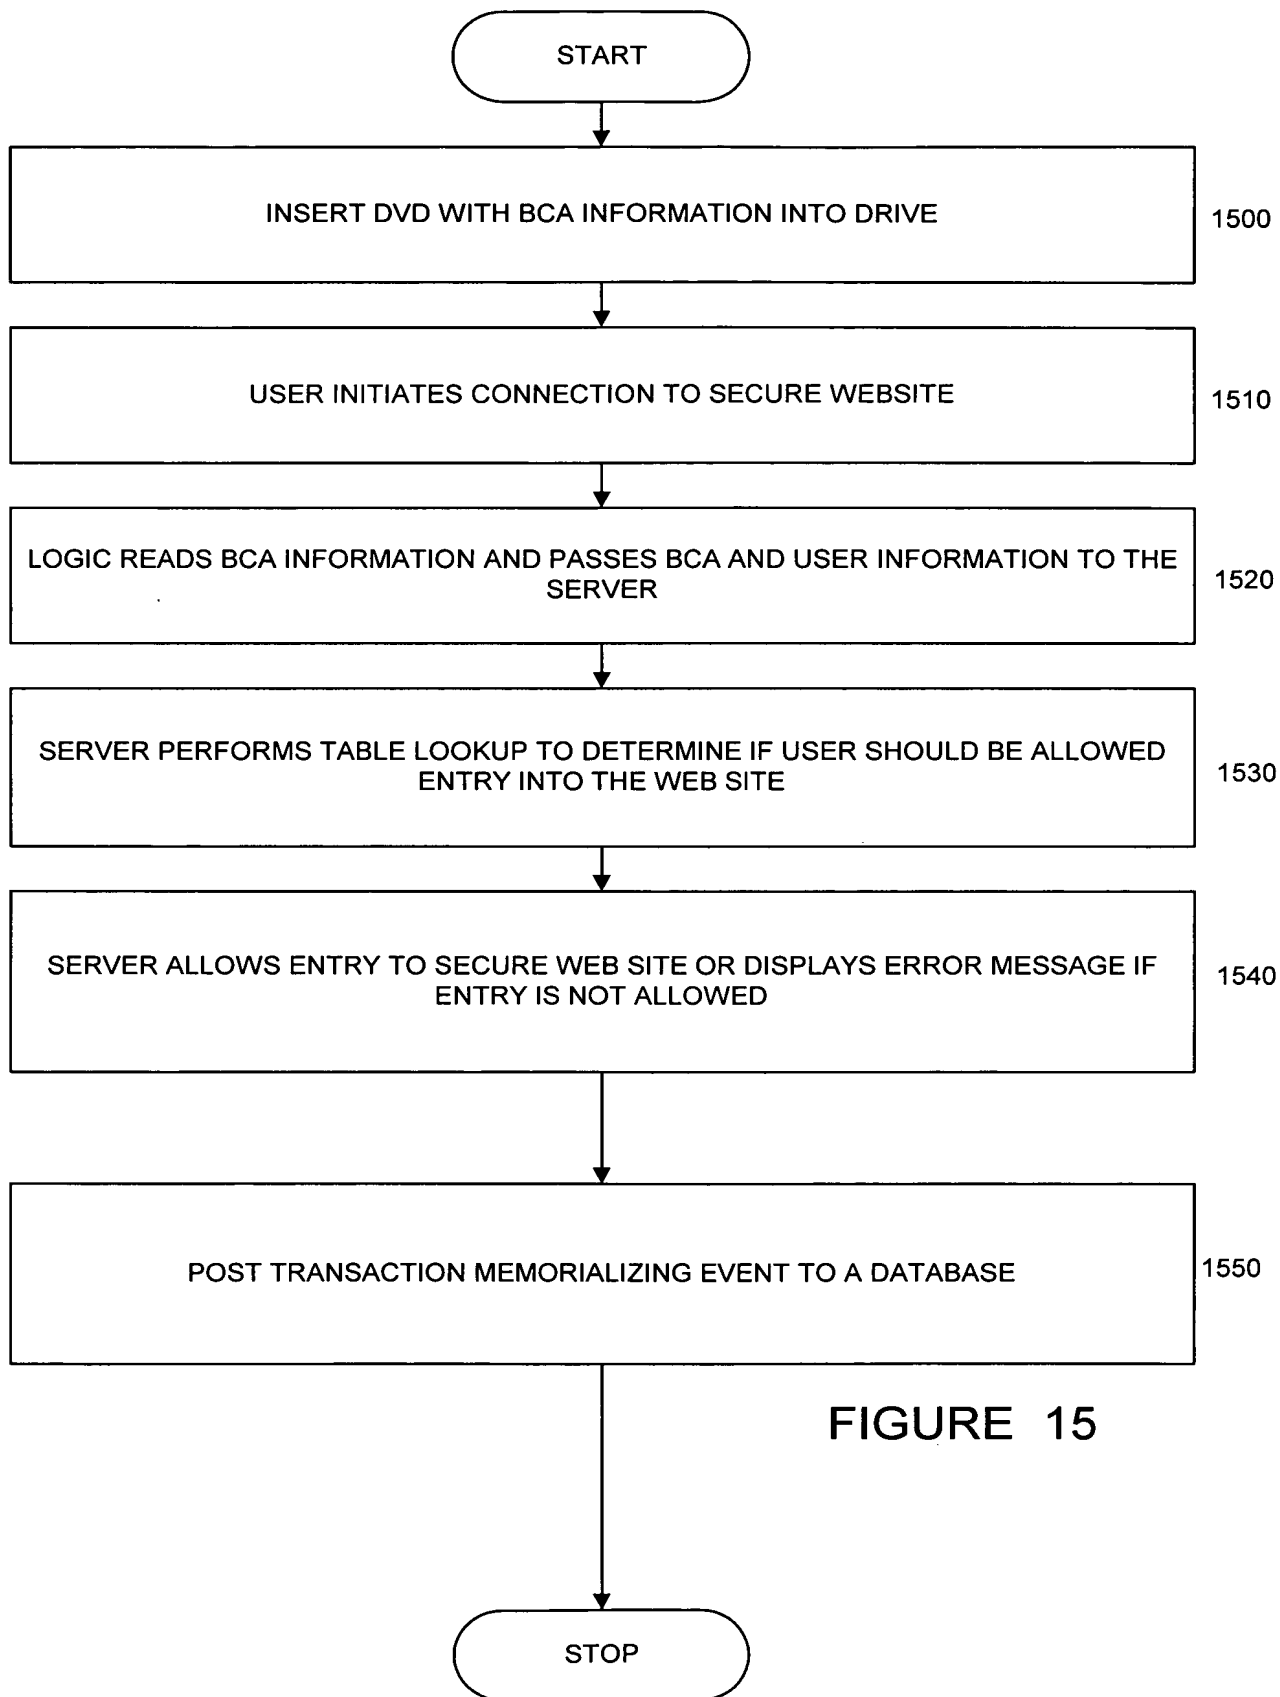 START
INSERT DVD WITH BCA INFORMATION INTO DRIVE
1500
USER INITIATES CONNECTION TO SECURE WEBSITE
1510
LOGIC READS BCA INFORMATION AND PASSES BCA AND USER INFORMATION TO THE
SERVER
1520
SERVER PERFORMS TABLE LOOKUP TO DETERMINE IF USER SHOULD BE ALLOWED
ENTRY INTO THE WEB SITE
1530
SERVER ALLOWS ENTRY TO SECURE WEB SITE OR DISPLAYS ERROR MESSAGE IF
ENTRY IS NOT ALLOWED
1540
POST TRANSACTION MEMORIALIZING EVENT TO A DATABASE
1550
FIGURE 15
STOP